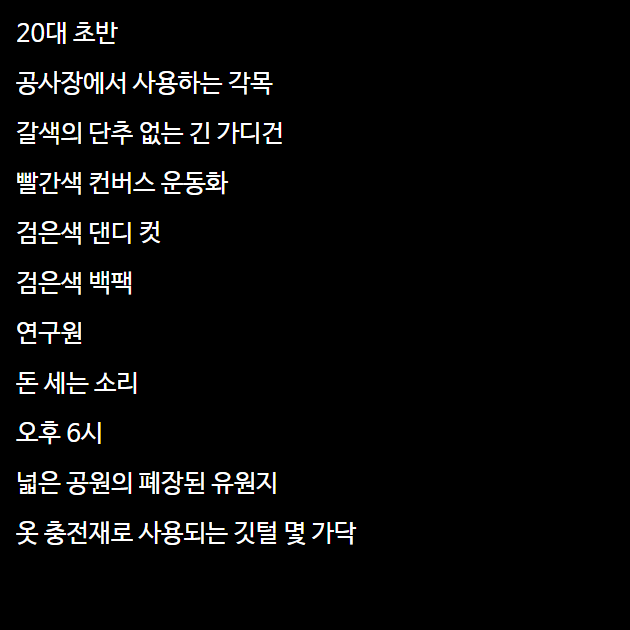 20대 초반
공사장에서 사용하는 각목
갈색의 단추 없는 긴 가디건
빨간색 컨버스 운동화
검은색 댄디 컷
검은색 백팩
연구원
돈 세는 소리
오후 6시
넓은 공원의 폐장된 유원지
옷 충전재로 사용되는 깃털 몇 가닥